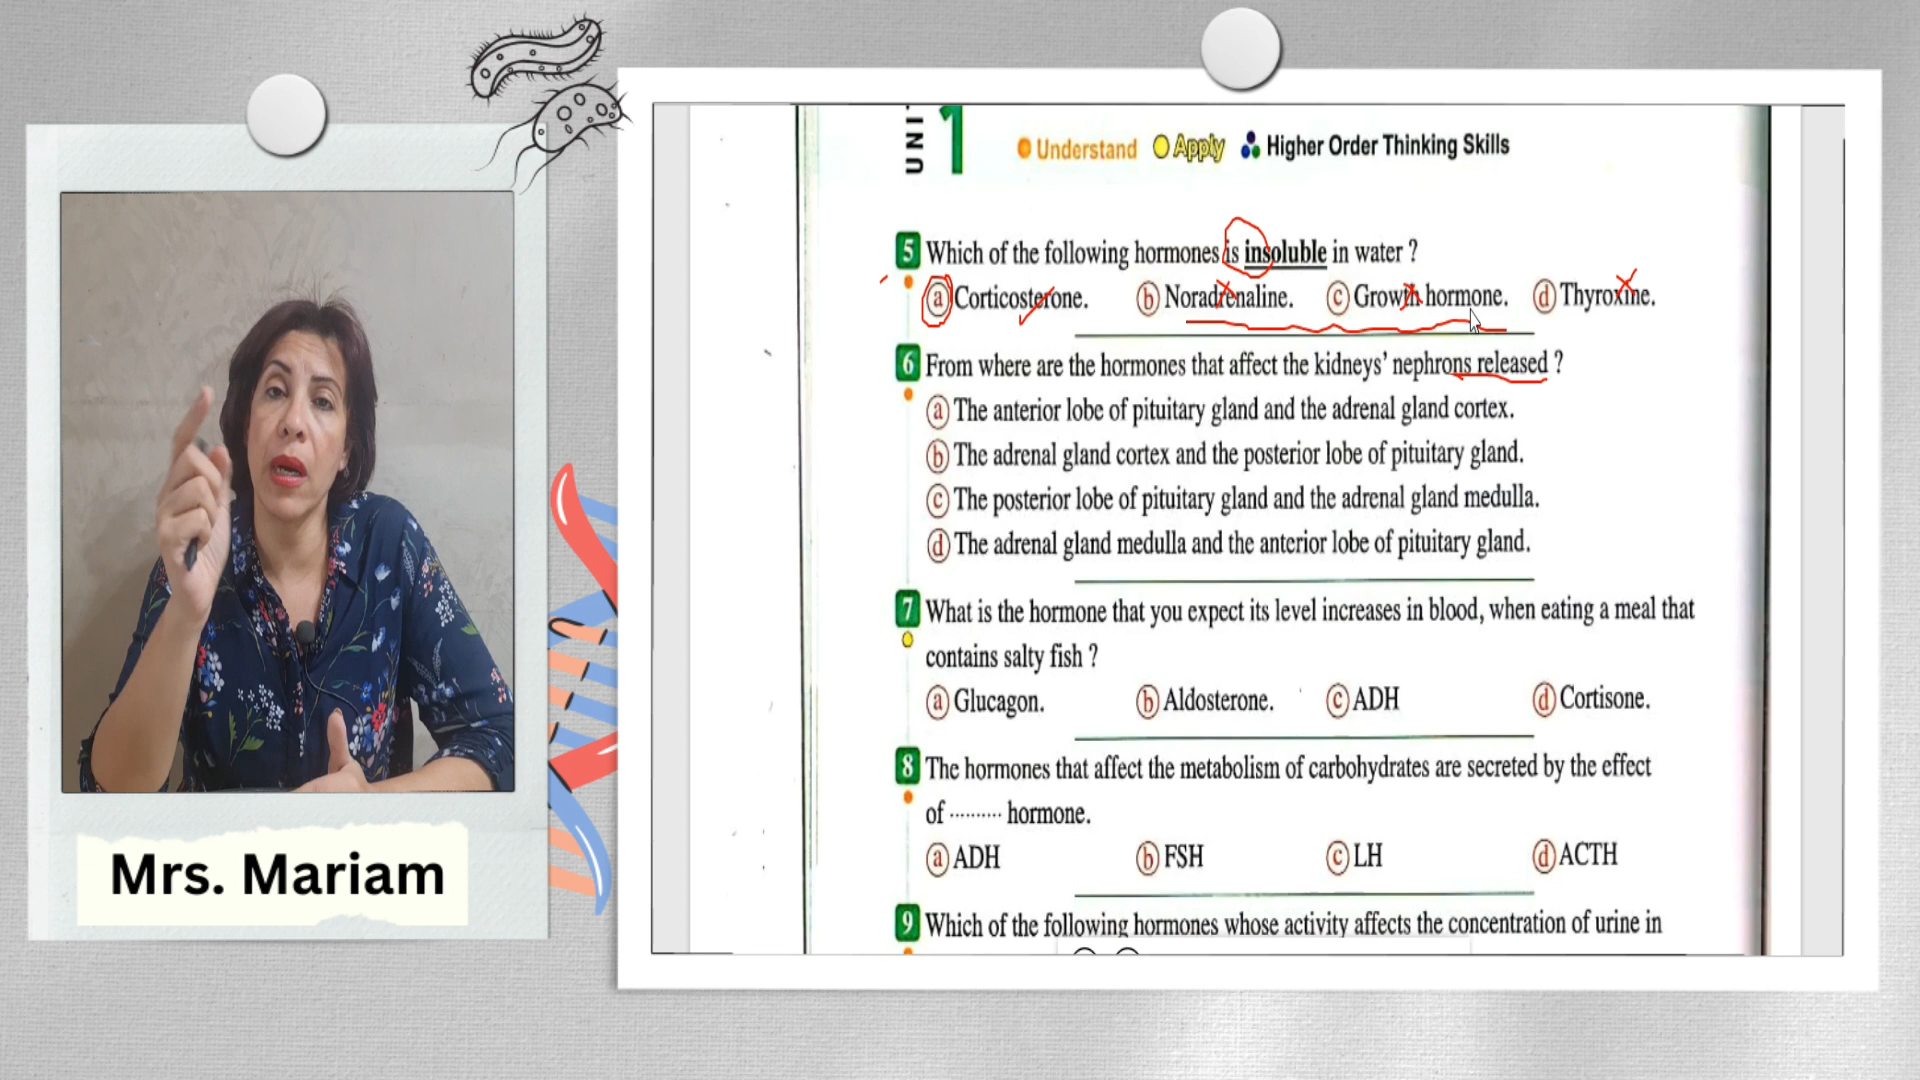 UNIT 1
Understand Apply Higher Order Thinking Skills
5 Which of the following hormones is insoluble in water ?
a Corticosterone. b Noradrenaline. c Growth hormone. d Thyroxine.
6 From where are the hormones that affect the kidneys' nephrons released ?
a The anterior lobe of pituitary gland and the adrenal gland cortex.
b The adrenal gland cortex and the posterior lobe of pituitary gland.
c The posterior lobe of pituitary gland and the adrenal gland medulla.
d The adrenal gland medulla and the anterior lobe of pituitary gland.
7 What is the hormone that you expect its level increases in blood, when eating a meal that
contains salty fish ?
a Glucagon. b Aldosterone. c ADH d Cortisone.
8 The hormones that affect the metabolism of carbohydrates are secreted by the effect
of .......... hormone.
a ADH b FSH c LH d ACTH
9 Which of the following hormones whose activity affects the concentration of urine in
Mrs. Mariam